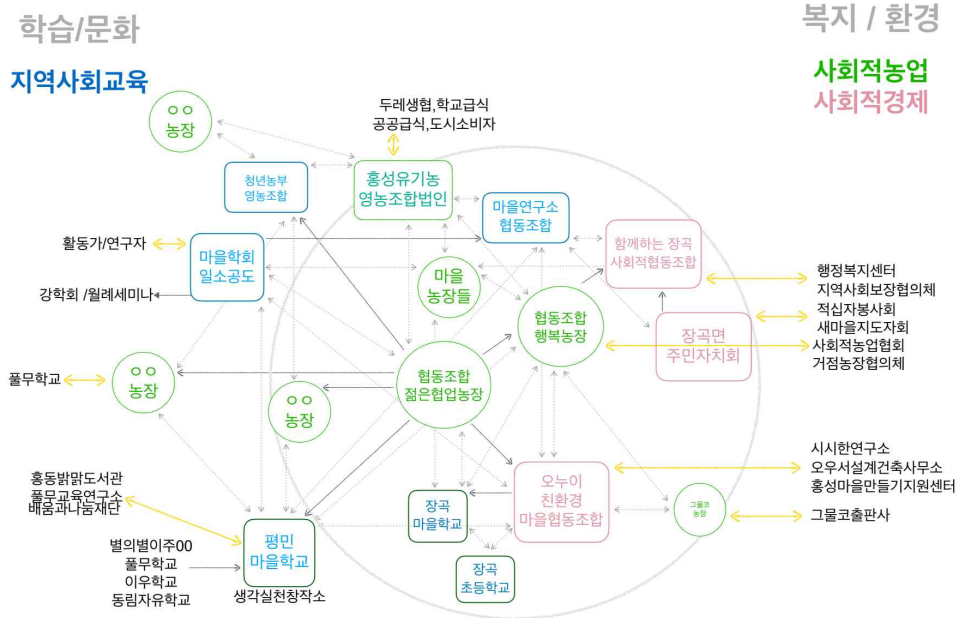 학습/문화
복지 / 환경
지역사회교육
사회적농업
사회적경제
ㅇㅇ
농장
두레생협,학교급식
공공급식,도시소비자
청년농부
영농조합
홍성유기농
영농조합법인
마을연구소
협동조합
함께하는 장곡
사회적협동조합
활동가/연구자
마을학회
일소공도
강학회 /월례세미나
마을
농장들
협동조합
행복농장
장곡면
주민자치회
행정복지센터
지역사회보장협의체
적십자봉사회
새마을지도자회
사회적농업협회
거점농장협의체
풀무학교
ㅇㅇ
농장
ㅇㅇ
농장
협동조합
젊은협업농장
홍동밝맑도서관
풀무교육연구소
배움과나눔재단
장곡
마을학교
오누이
친환경
마을협동조합
그물코
농장
시시한연구소
오우서설계건축사무소
홍성마을만들기지원센터
그물코출판사
별의별이주00
풀무학교
이우학교
동림자유학교
평민
마을학교
생각실천창작소
장곡
초등학교